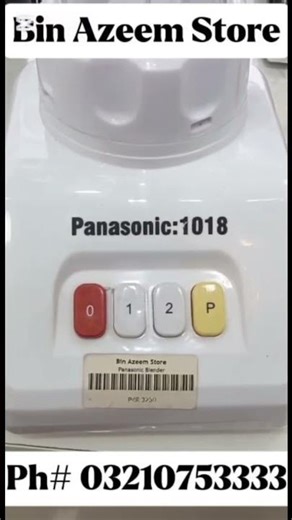 Bin Azeem Store
Panasonic:1018
0 1 2 P
Bin Azeem Store
Panasonic Blender
Ph# 03210753333